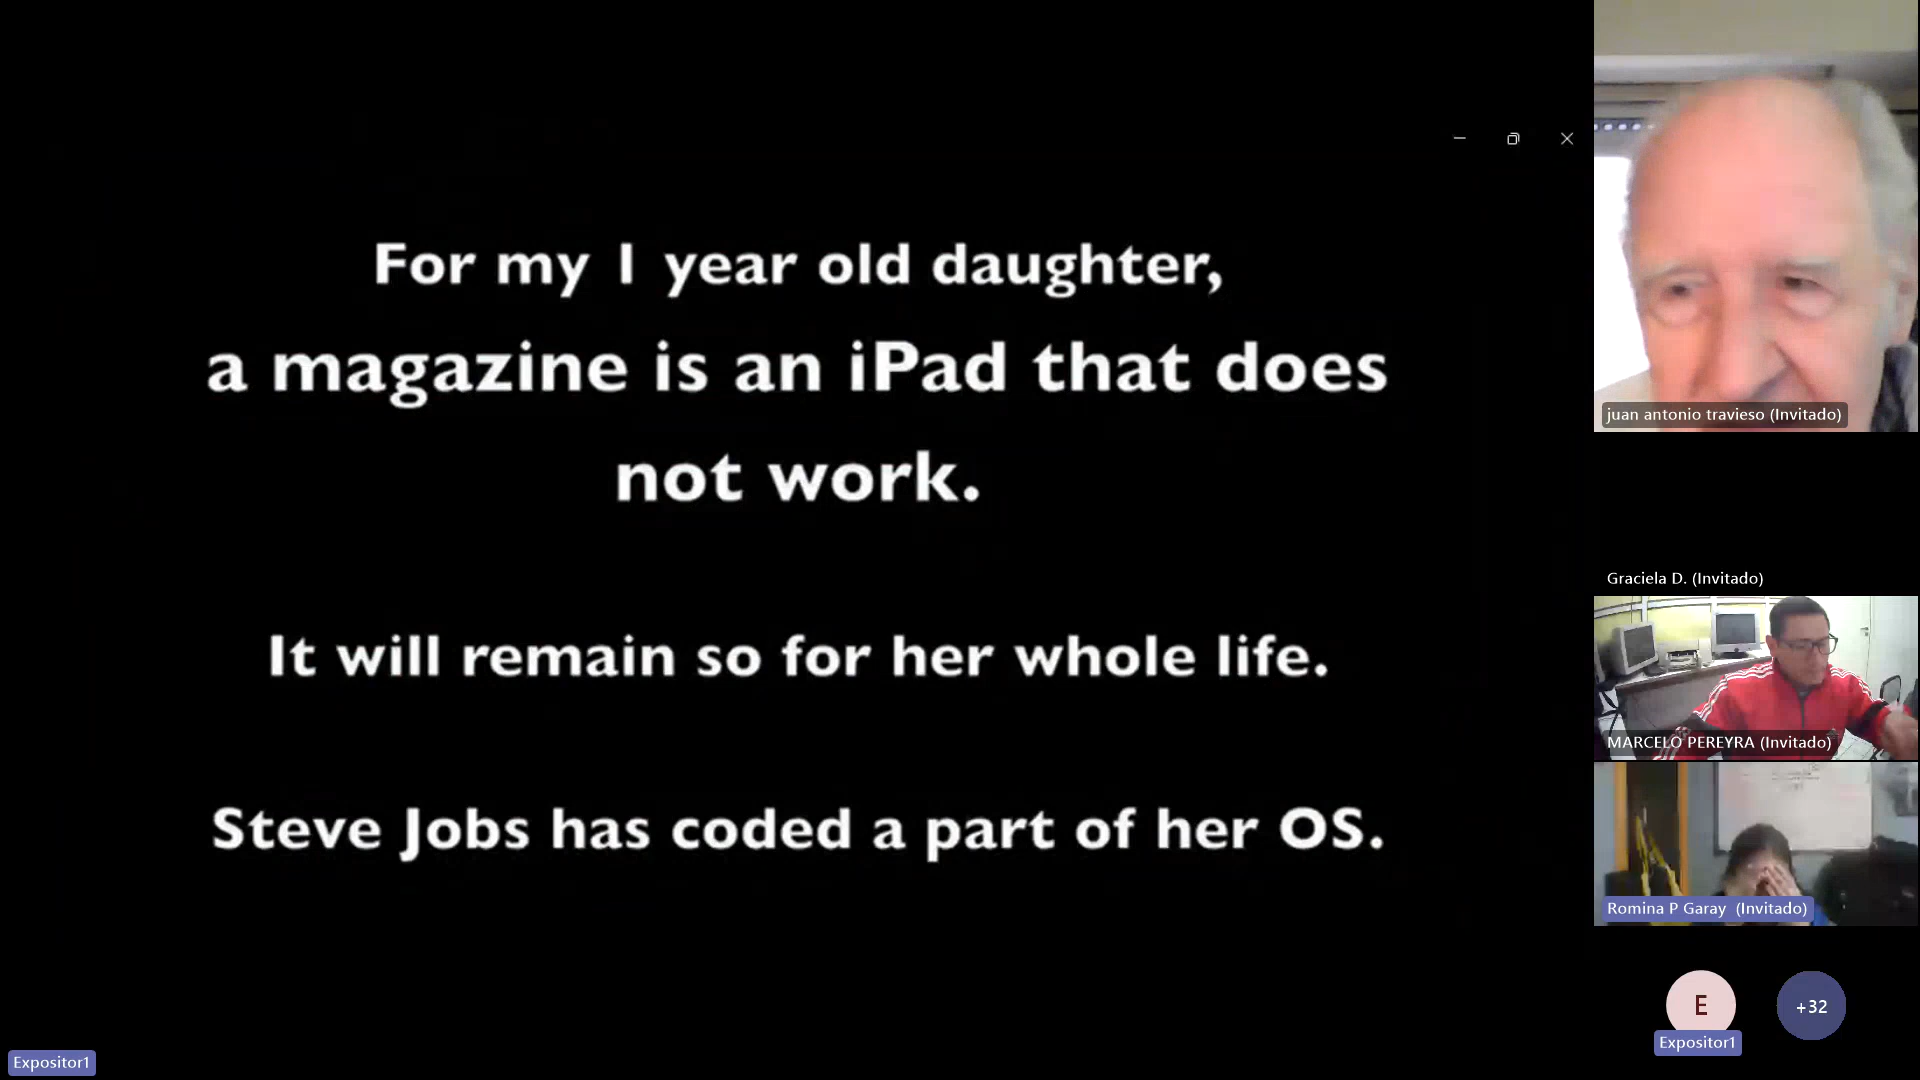 For my 1 year old daughter,
a magazine is an iPad that does
not work.
It will remain so for her whole life.
Steve Jobs has coded a part of her OS.
juan antonio travieso (Invitado)
Graciela D. (Invitado)
MARCELO PEREYRA (Invitado)
Romina P Garay (Invitado)
E
+32
Expositor1
Expositor1